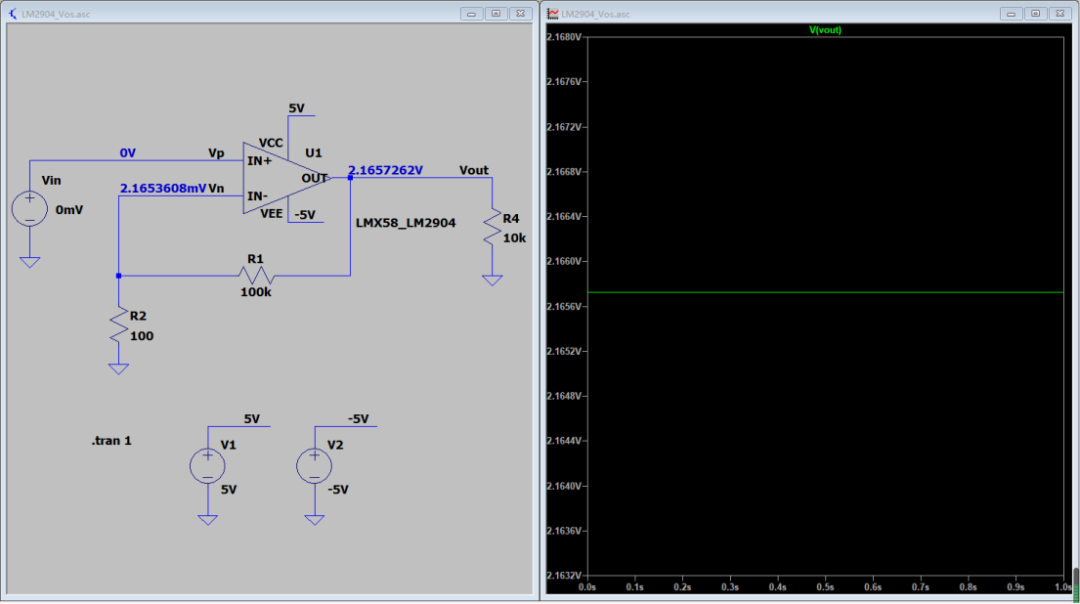 LM2904_Vos.asc
5V
VCC
U1
0V
Vp
IN+
OUT
2.1657262V
Vout
Vin
2.1653608mV
Vn
IN-
0mV
VEE
-5V
LMX58_LM2904
R4
10k
R1
100k
R2
100
.tran 1
5V
-5V
V1
V2
5V
-5V
LM2904_Vos.asc
V(vout)
2.1680V
2.1676V
2.1672V
2.1668V
2.1664V
2.1660V
2.1656V
2.1652V
2.1648V
2.1644V
2.1640V
2.1636V
2.1632V
0.0s 0.1s 0.2s 0.3s 0.4s 0.5s 0.6s 0.7s 0.8s 0.9s 1.0s